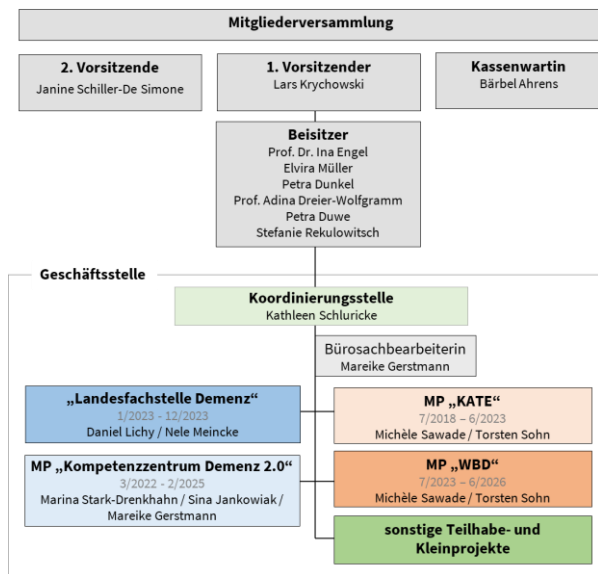 Mitgliederversammlung
2. Vorsitzende
Janine Schiller-De Simone
1. Vorsitzender
Lars Krychowski
Kassenwartin
Bärbel Ahrens
Beisitzer
Prof. Dr. Ina Engel
Elvira Müller
Petra Dunkel
Prof. Adina Dreier-Wolfgramm
Petra Duwe
Stefanie Rekulowitsch
Geschäftsstelle
Koordinierungsstelle
Kathleen Schluricke
Bürosachbearbeiterin
Mareike Gerstmann
„Landesfachstelle Demenz“
1/2023 - 12/2023
Daniel Lichy / Nele Meincke
MP „KATE“
7/2018 – 6/2023
Michèle Sawade / Torsten Sohn
MP „Kompetenzzentrum Demenz 2.0“
3/2022 - 2/2025
Marina Stark-Drenkhahn / Sina Jankowiak /
Mareike Gerstmann
MP „WBD“
7/2023 – 6/2026
Michèle Sawade / Torsten Sohn
sonstige Teilhabe- und
Kleinprojekte